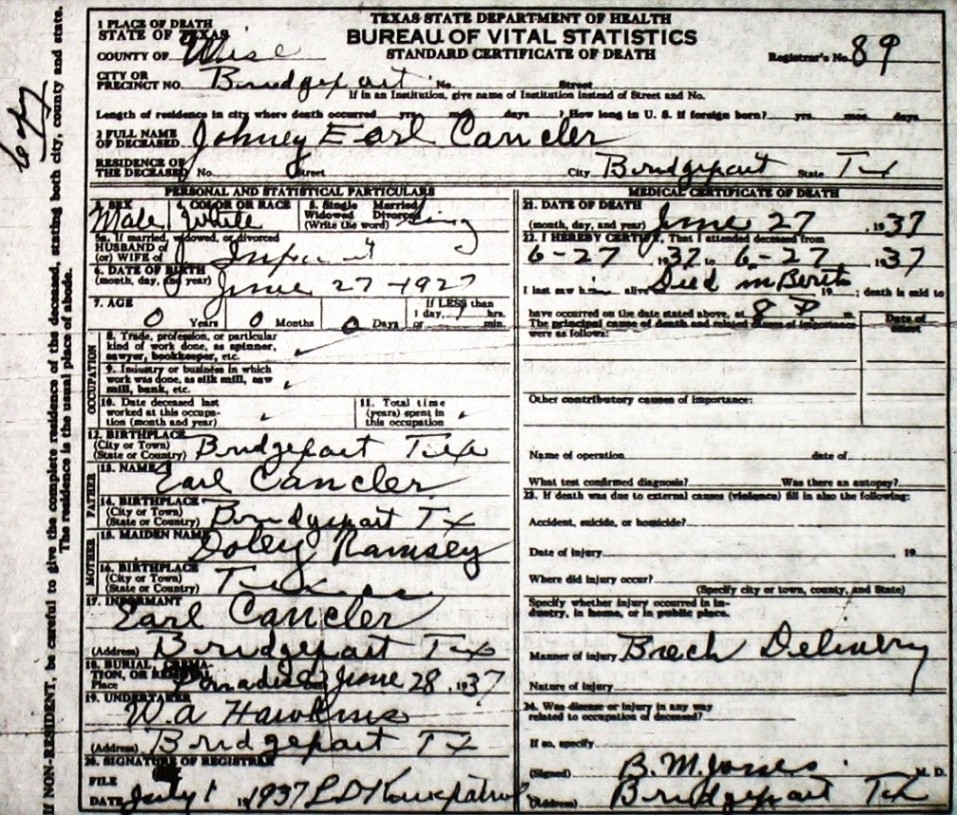 TEXAS STATE DEPARTMENT OF HEALTH
BUREAU OF VITAL STATISTICS
STANDARD CERTIFICATE OF DEATH
Registrar's No. 89
1 PLACE OF DEATH
STATE OF TEXAS
COUNTY OF Wise
CITY OR PRECINCT NO. Bridgeport No. Street
If in an Institution, give name of Institution instead of Street and No.
Length of residence in city where death occurred yrs. mos. days ? How long in U. S. if foreign born? yrs. mos. days
2 FULL NAME OF DECEASED Johney Earl Cancler
RESIDENCE OF THE DECEASED No. Street City Bridgeport State Tex
PERSONAL AND STATISTICAL PARTICULARS
3. SEX Male
4. COLOR OR RACE White
5. Single Married Widowed Divorced (Write the word) Sing
5a. If married, widowed, or divorced
HUSBAND of (or) WIFE of Infant
6. DATE OF BIRTH (month, day, and year) June 27-1927
7. AGE 0 Years 0 Months 0 Days If LESS than 1 day, hrs. or min.
8. Trade, profession, or particular kind of work done, as spinner, sawyer, bookkeeper, etc.
9. Industry or business in which work was done, as silk mill, saw mill, bank, etc.
10. Date deceased last worked at this occupation (month and year)
11. Total time (years) spent in this occupation
OCCUPATION
12. BIRTHPLACE (City or Town) (State or Country) Bridgeport Tex
FATHER
13. NAME Earl Cancler
14. BIRTHPLACE (City or Town) (State or Country) Bridgeport Tx
MOTHER
15. MAIDEN NAME Doley Ramsey
16. BIRTHPLACE (City or Town) (State or Country) Texas
17. INFORMANT Earl Cancler
(Address) Bridgeport Tex
18. BURIAL, CREMATION, OR REMOVAL
Place June 28, 1937
19. UNDERTAKER W.A Hawkins
(Address) Bridgeport Tx
20. SIGNATURE OF REGISTRAR
FILE DATE July 1 1937
MEDICAL CERTIFICATE OF DEATH
21. DATE OF DEATH (month, day, and year) June 27, 1937
22. I HEREBY CERTIFY, That I attended deceased from
6-27, 1937 to 6-27, 1937
I last saw h alive Died in Berth 19 ; death is said to
have occurred on the date stated above, at 8 P m.
The principal cause of death and related causes of importance were as follows:
Date of Onset
Other contributory causes of importance:
Name of operation date of
What test confirmed diagnosis? Was there an autopsy?
23. If death was due to external causes (violence) fill in also the following:
Accident, suicide, or homicide?
Date of injury 19
Where did injury occur?
(Specify city or town, county, and State)
Specify whether injury occurred in industry, in home, or in public place.
Manner of injury Brech Delivery
Nature of injury
24. Was disease or injury in any way related to occupation of deceased?
If so, specify
(Signed) B. M. Jones M. D.
(Address) Bridgeport Tex
If NON-RESIDENT, be careful to give the complete residence of the deceased, stating both city, county and state.
The residence is the usual place of abode.